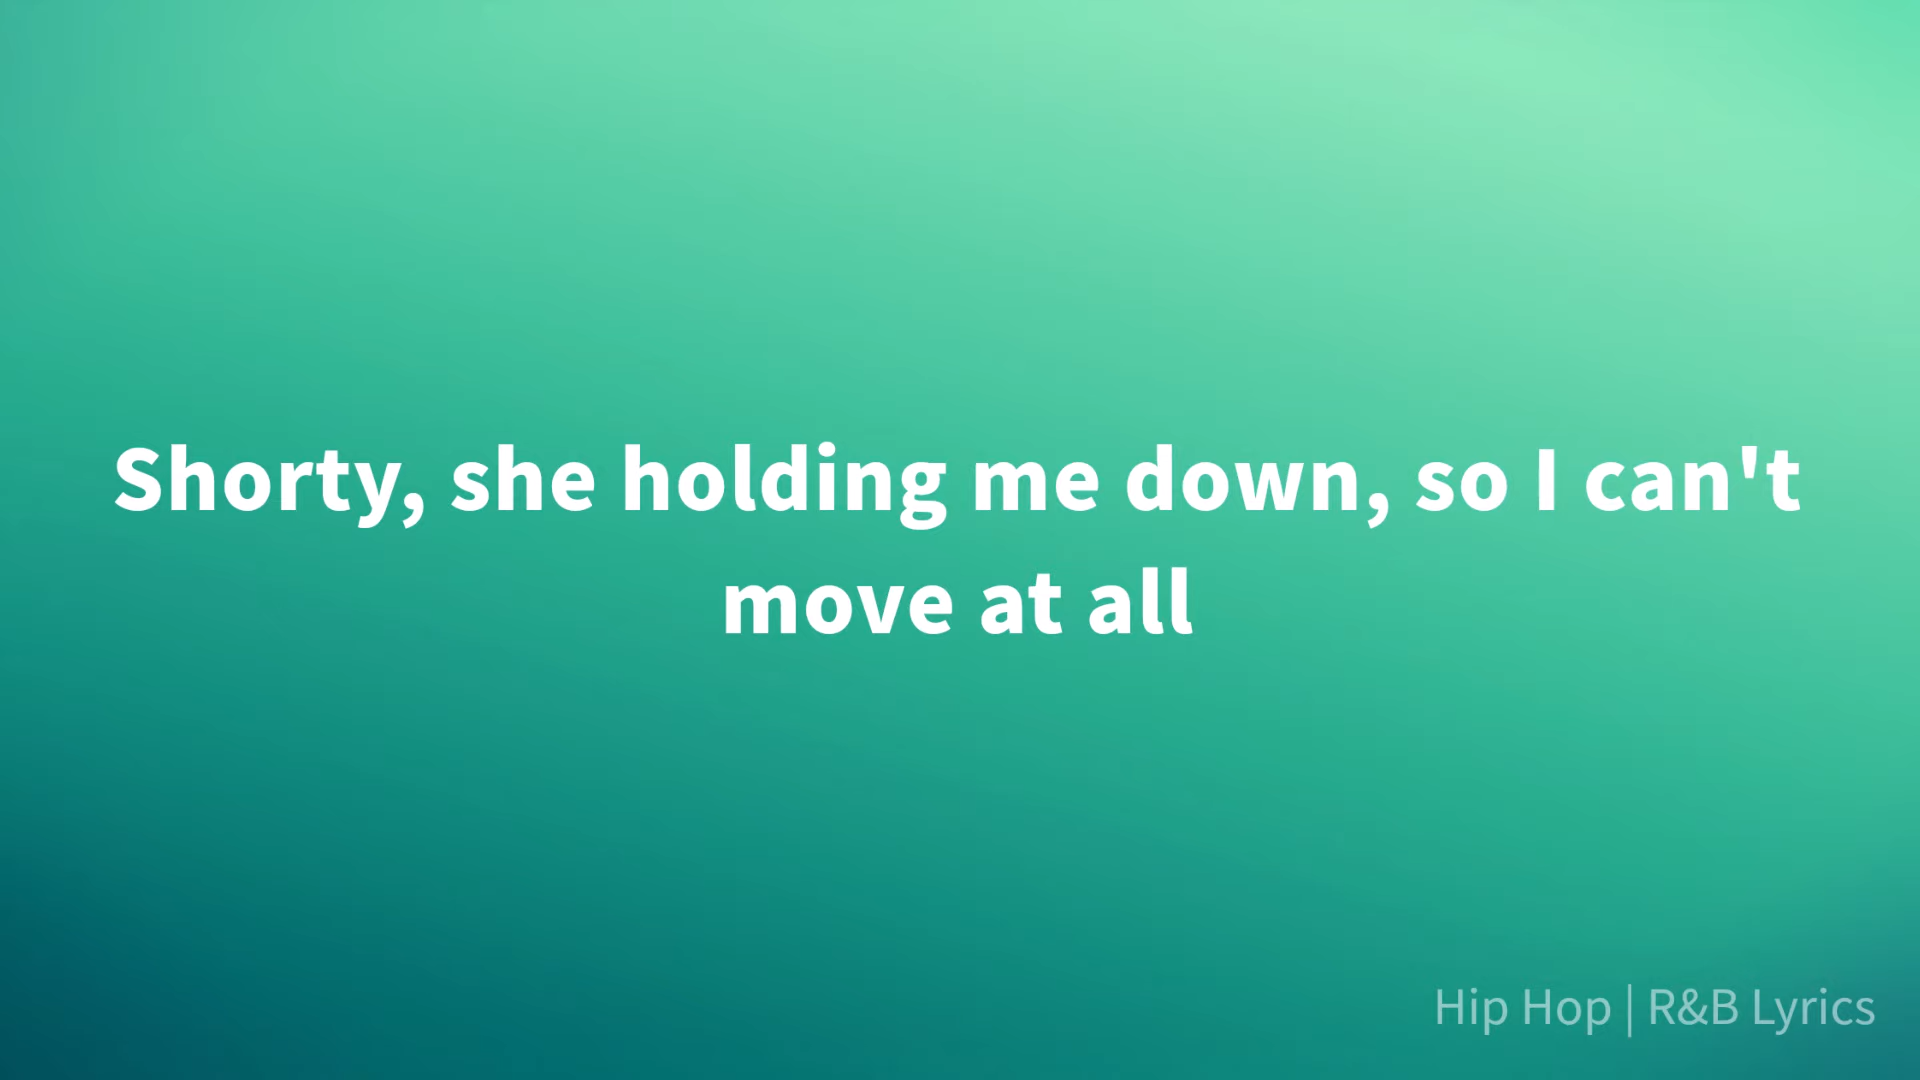 Shorty, she holding me down, so I can't
move at all
Hip Hop | R&B Lyrics